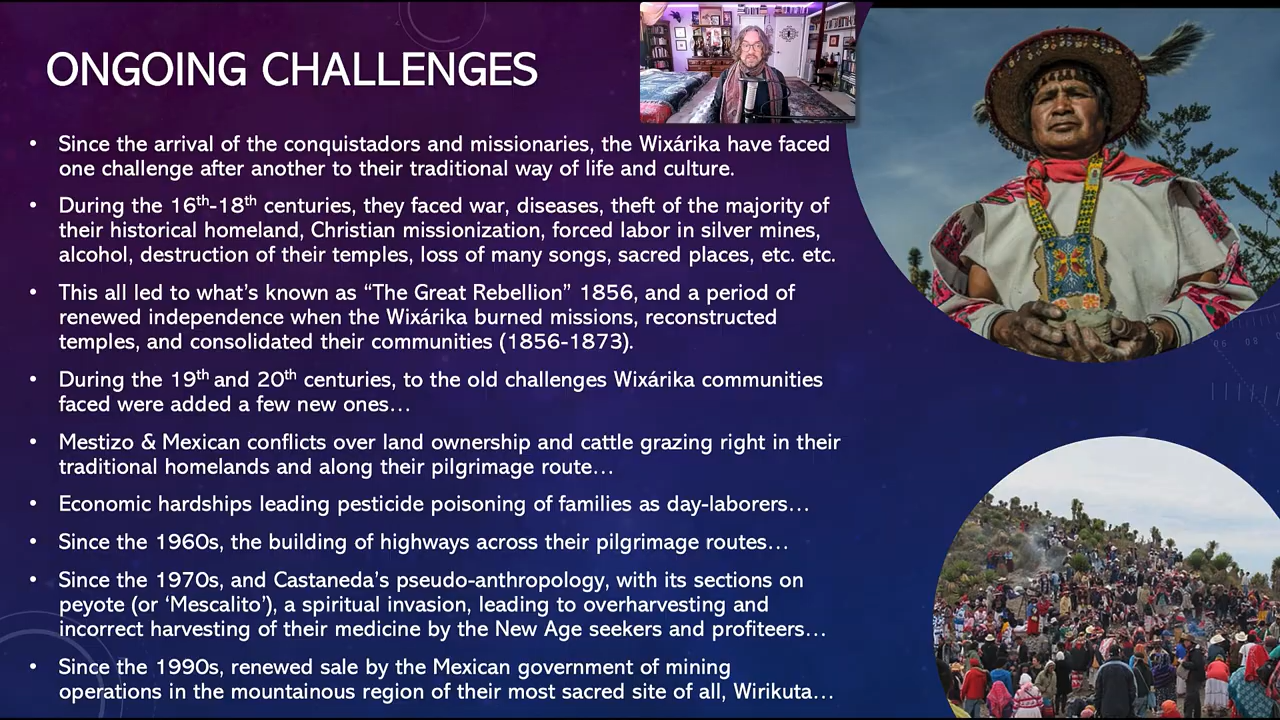 ONGOING CHALLENGES
• Since the arrival of the conquistadors and missionaries, the Wixárika have faced
one challenge after another to their traditional way of life and culture.
• During the 16th-18th centuries, they faced war, diseases, theft of the majority of
their historical homeland, Christian missionization, forced labor in silver mines,
alcohol, destruction of their temples, loss of many songs, sacred places, etc. etc.
• This all led to what's known as “The Great Rebellion” 1856, and a period of
renewed independence when the Wixárika burned missions, reconstructed
temples, and consolidated their communities (1856-1873).
• During the 19th and 20th centuries, to the old challenges Wixárika communities
faced were added a few new ones…
• Mestizo & Mexican conflicts over land ownership and cattle grazing right in their
traditional homelands and along their pilgrimage route…
• Economic hardships leading pesticide poisoning of families as day-laborers…
• Since the 1960s, the building of highways across their pilgrimage routes…
• Since the 1970s, and Castaneda's pseudo-anthropology, with its sections on
peyote (or ‘Mescalito’), a spiritual invasion, leading to overharvesting and
incorrect harvesting of their medicine by the New Age seekers and profiteers…
• Since the 1990s, renewed sale by the Mexican government of mining
operations in the mountainous region of their most sacred site of all, Wirikuta…